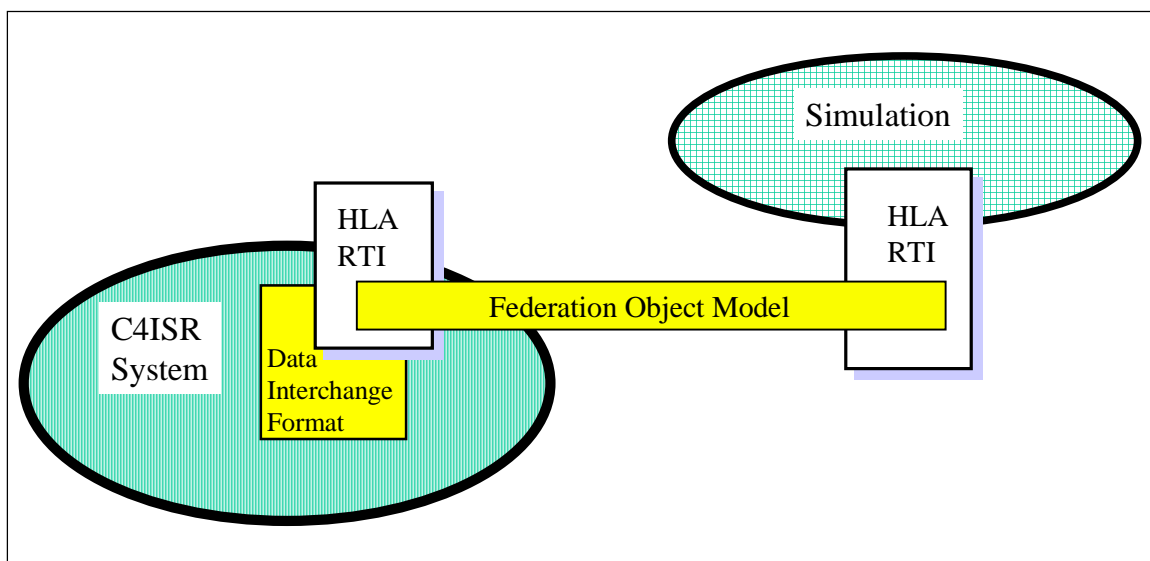 Simulation
HLA
RTI
HLA
RTI
Federation Object Model
C4ISR
System
Data
Interchange
Format